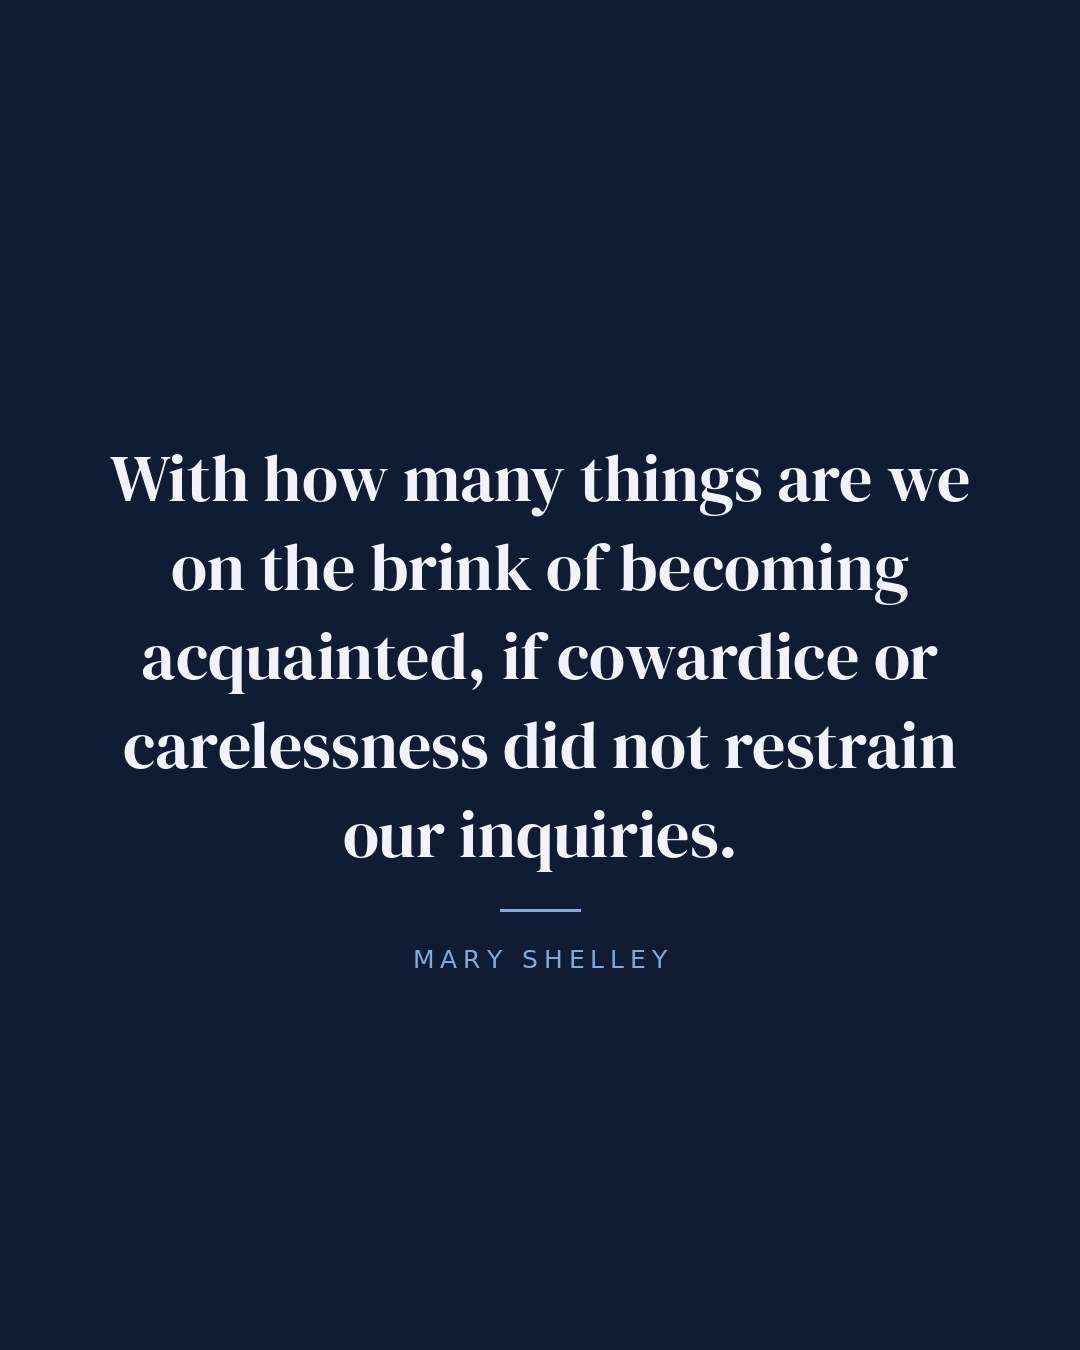 With how many things are we
on the brink of becoming
acquainted, if cowardice or
carelessness did not restrain
our inquiries.
MARY SHELLEY